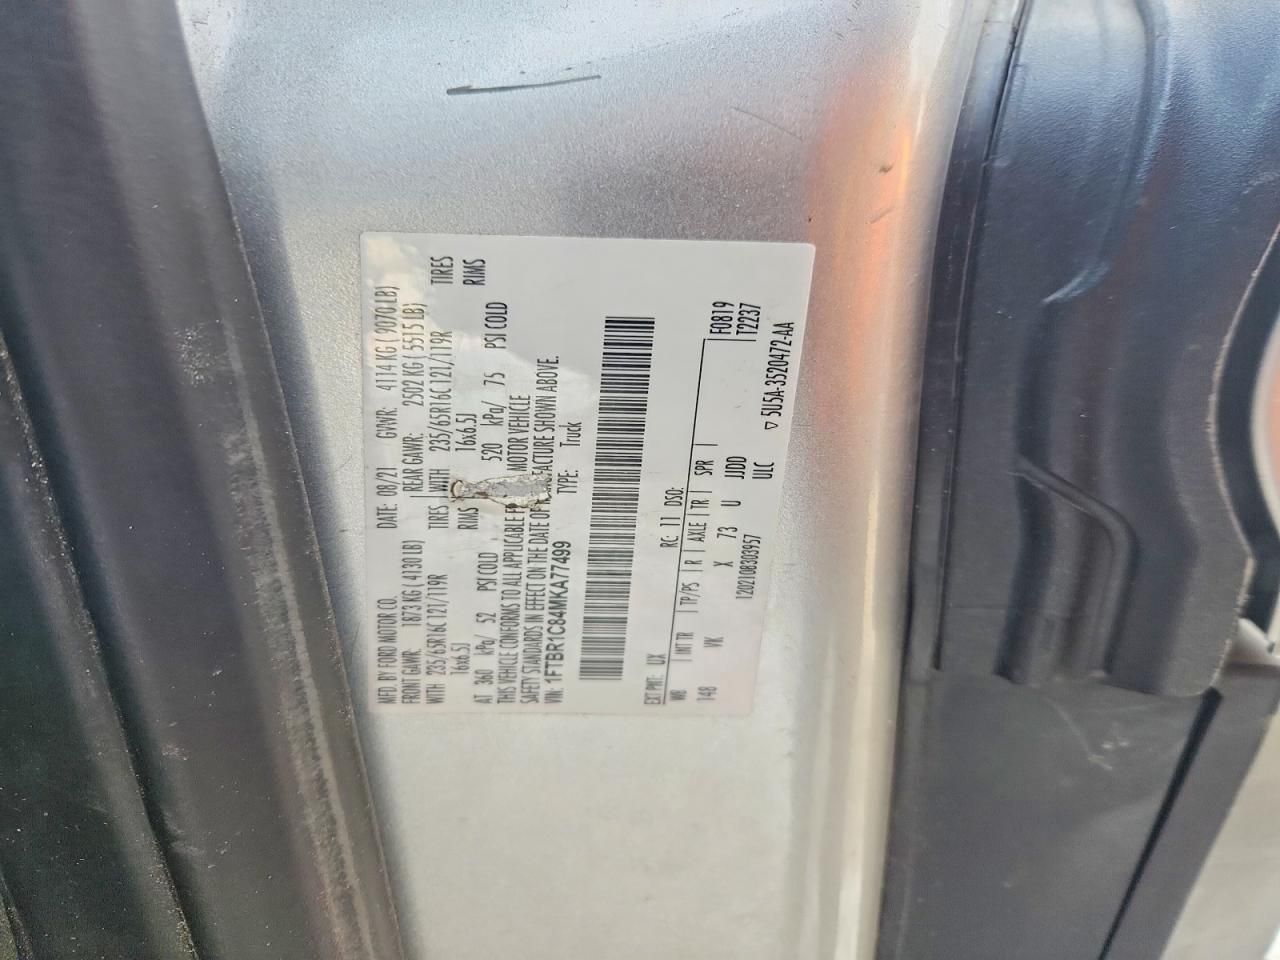 MFD. BY FORD MOTOR CO. DATE: 08/21 GVWR: 4114 KG ( 9070 LB)
FRONT GAWR: 1873 KG ( 4130 LB) REAR GAWR: 2502 KG ( 5515 LB)
WITH 235/65R16C 121/119R TIRES WITH 235/65R16C 121/119R TIRES
16x6.5J RIMS 16x6.5J RIMS
AT 360 kPa/ 52 PSI COLD 520 kPa/ 75 PSI COLD
THIS VEHICLE CONFORMS TO ALL APPLICABLE MOTOR VEHICLE
SAFETY STANDARDS IN EFFECT ON THE DATE OF MANUFACTURE SHOWN ABOVE.
VIN: 1FTBR1C84MKA77499 TYPE: Truck
EXT PNT: UX RC: 11 DSO: F0819
WB INT TR TP/PS R AXLE TR SPR T2237
148 VK X 73 U JJDD
1202108303957 ULC ▽ 5U5A-3520472-AA